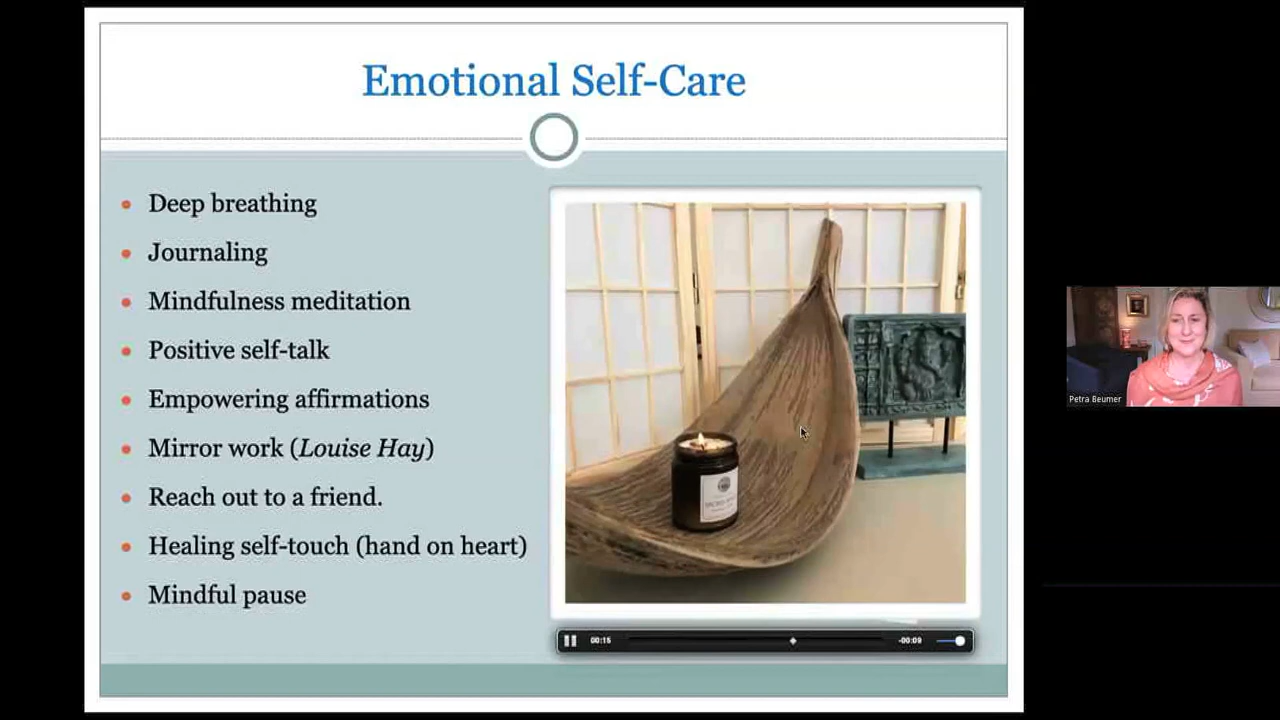 Emotional Self-Care
Deep breathing
Journaling
Mindfulness meditation
Positive self-talk
Empowering affirmations
Mirror work (Louise Hay)
Reach out to a friend.
Healing self-touch (hand on heart)
Mindful pause
00:15
-00:09
Petra Beumer